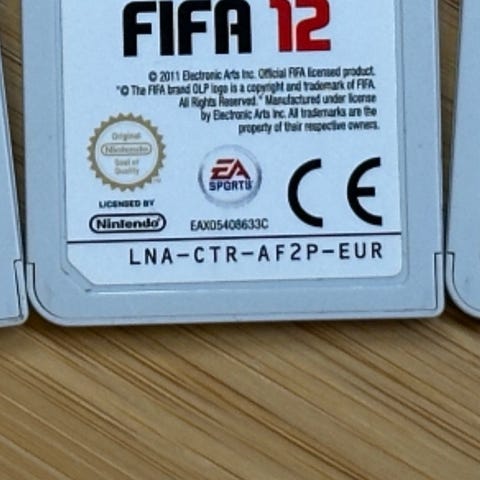 FIFA 12
© 2011 Electronic Arts Inc. Official FIFA licensed product.
"© The FIFA brand OLP logo is a copyright and trademark of FIFA.
All Rights Reserved." Manufactured under license
by Electronic Arts Inc. All trademarks are the
property of their respective owners.
Original
Nintendo
Seal of
Quality
TM
LICENSED BY
Nintendo
EA
SPORTS
EAX05408633C
CE
LNA-CTR-AF2P-EUR